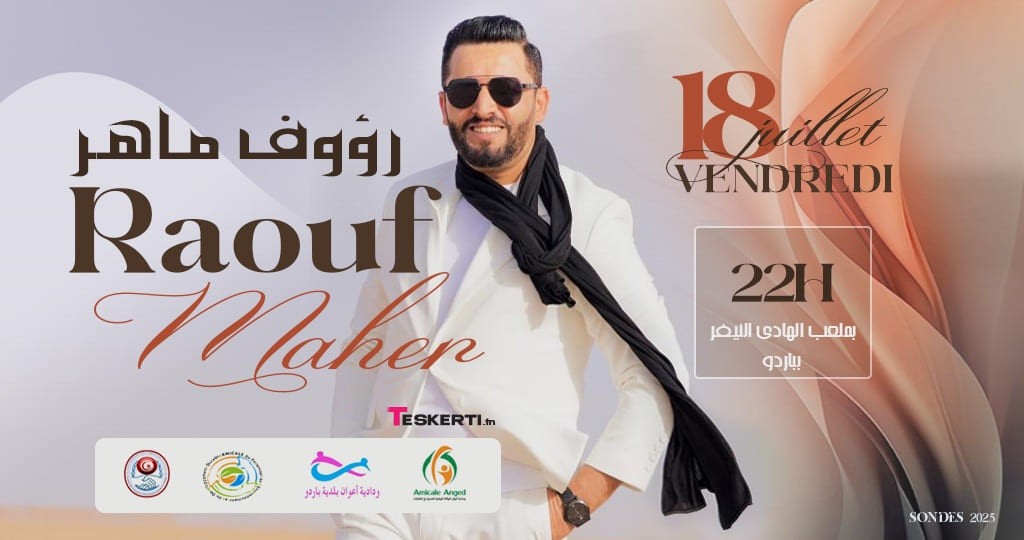 رؤوف ماهر
Raouf
Maher
18
juillet
VENDREDI
22H
بملعب الهادي النيفر
بباردو
TESKERTI.tn
ودادية أعوان بلدية باردو
Amicale Anged
SONDES 2025